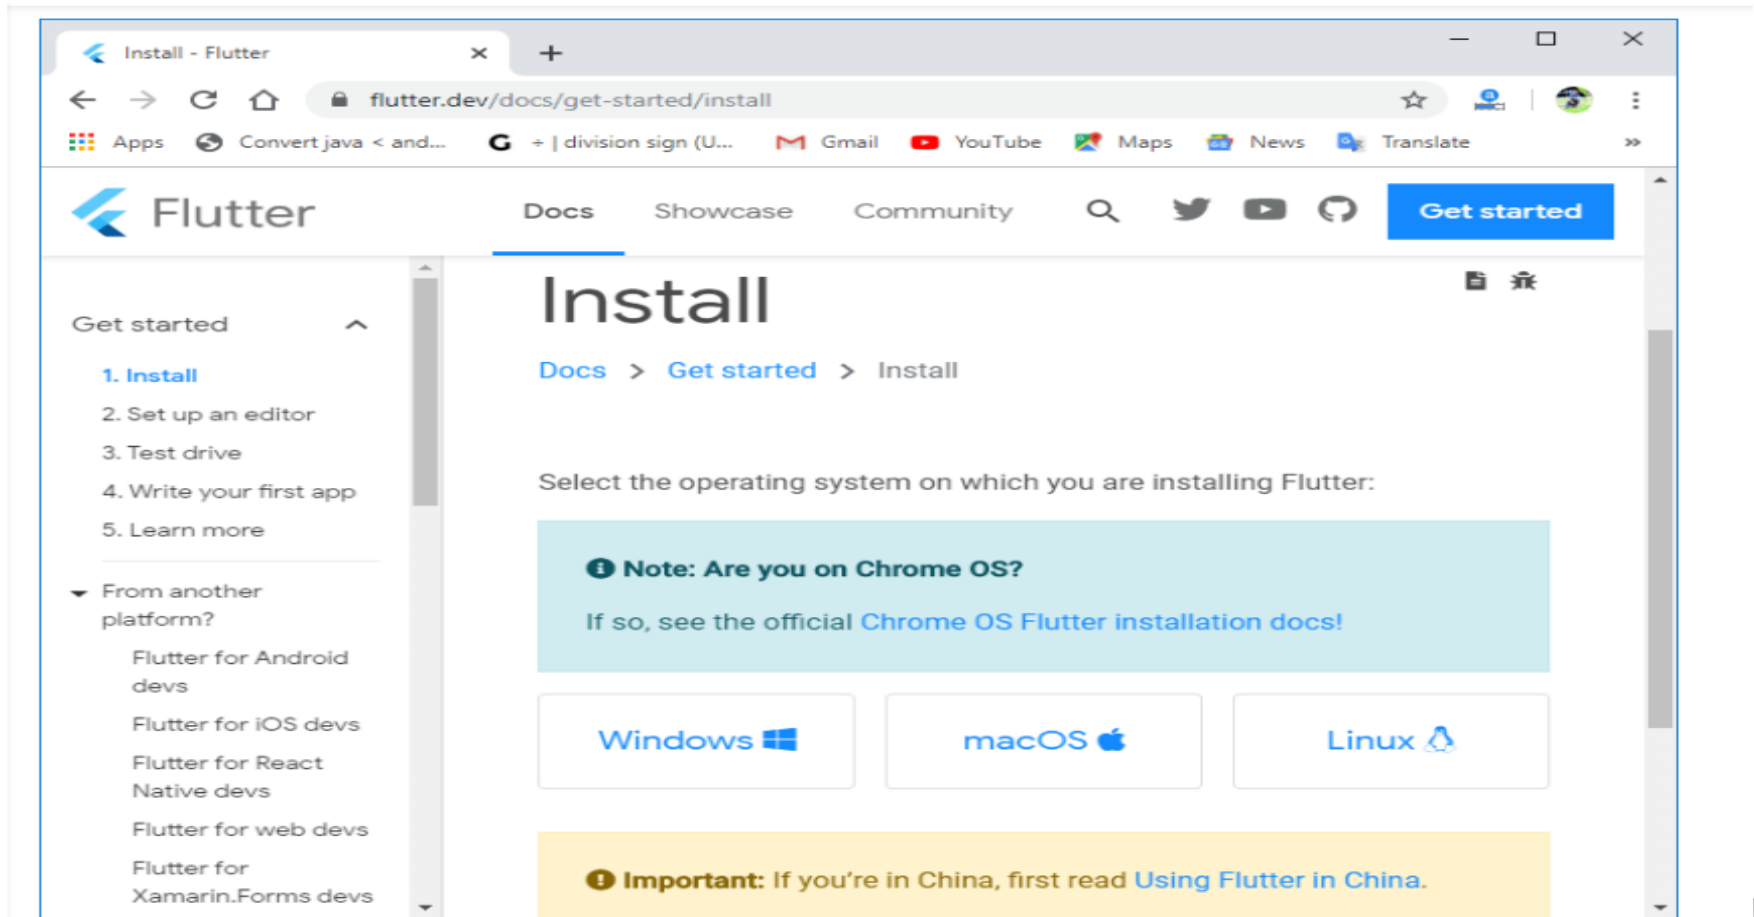 Install - Flutter
flutter.dev/docs/get-started/install
Apps Convert java < and... G ÷ | division sign (U... Gmail YouTube Maps News Translate »
Flutter Docs Showcase Community Get started
Get started
1. Install
2. Set up an editor
3. Test drive
4. Write your first app
5. Learn more
From another
platform?
Flutter for Android
devs
Flutter for iOS devs
Flutter for React
Native devs
Flutter for web devs
Flutter for
Xamarin.Forms devs
Install
Docs > Get started > Install
Select the operating system on which you are installing Flutter:
Note: Are you on Chrome OS?
If so, see the official Chrome OS Flutter installation docs!
Windows macOS Linux
Important: If you're in China, first read Using Flutter in China.